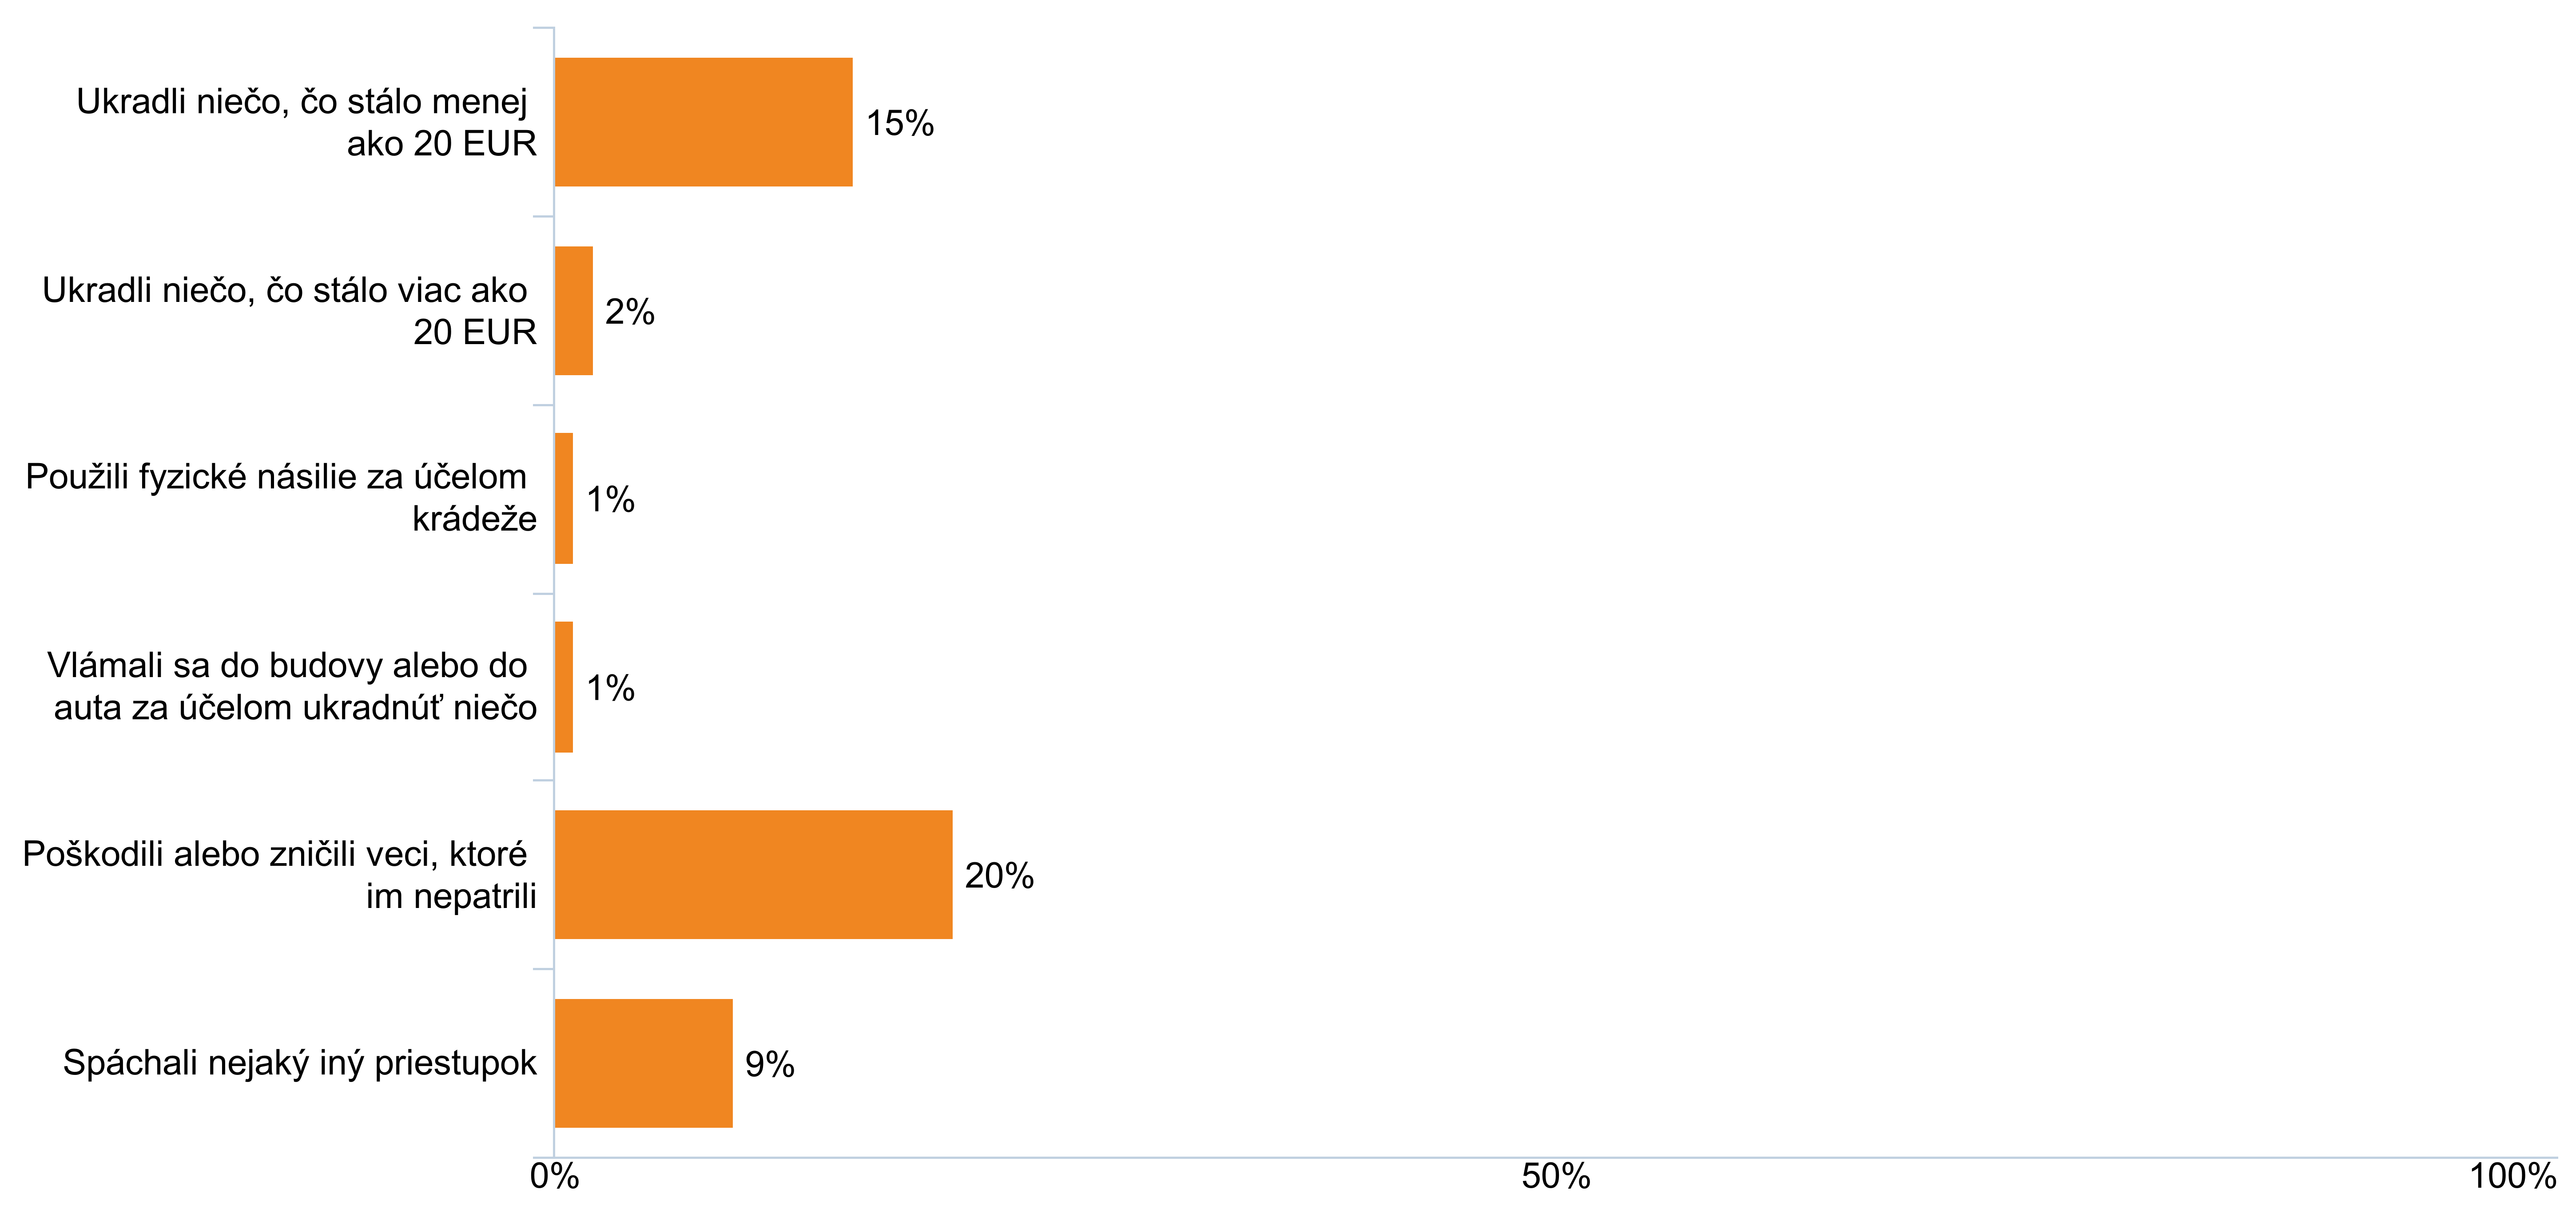 Ukradli niečo, čo stálo menej
ako 20 EUR
15%
Ukradli niečo, čo stálo viac ako
20 EUR
2%
Použili fyzické násilie za účelom
krádeže
1%
Vlámali sa do budovy alebo do
auta za účelom ukradnúť niečo
1%
Poškodili alebo zničili veci, ktoré
im nepatrili
20%
Spáchali nejaký iný priestupok
9%
0%
50%
100%